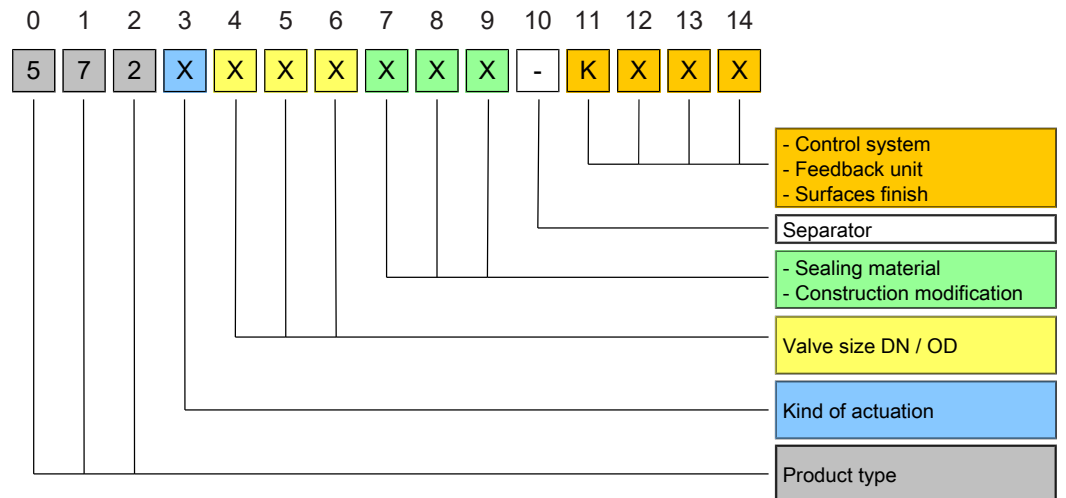 0 1 2 3 4 5 6 7 8 9 10 11 12 13 14
5 7 2 X X X X X X X - K X X X
- Control system
- Feedback unit
- Surfaces finish
Separator
- Sealing material
- Construction modification
Valve size DN / OD
Kind of actuation
Product type